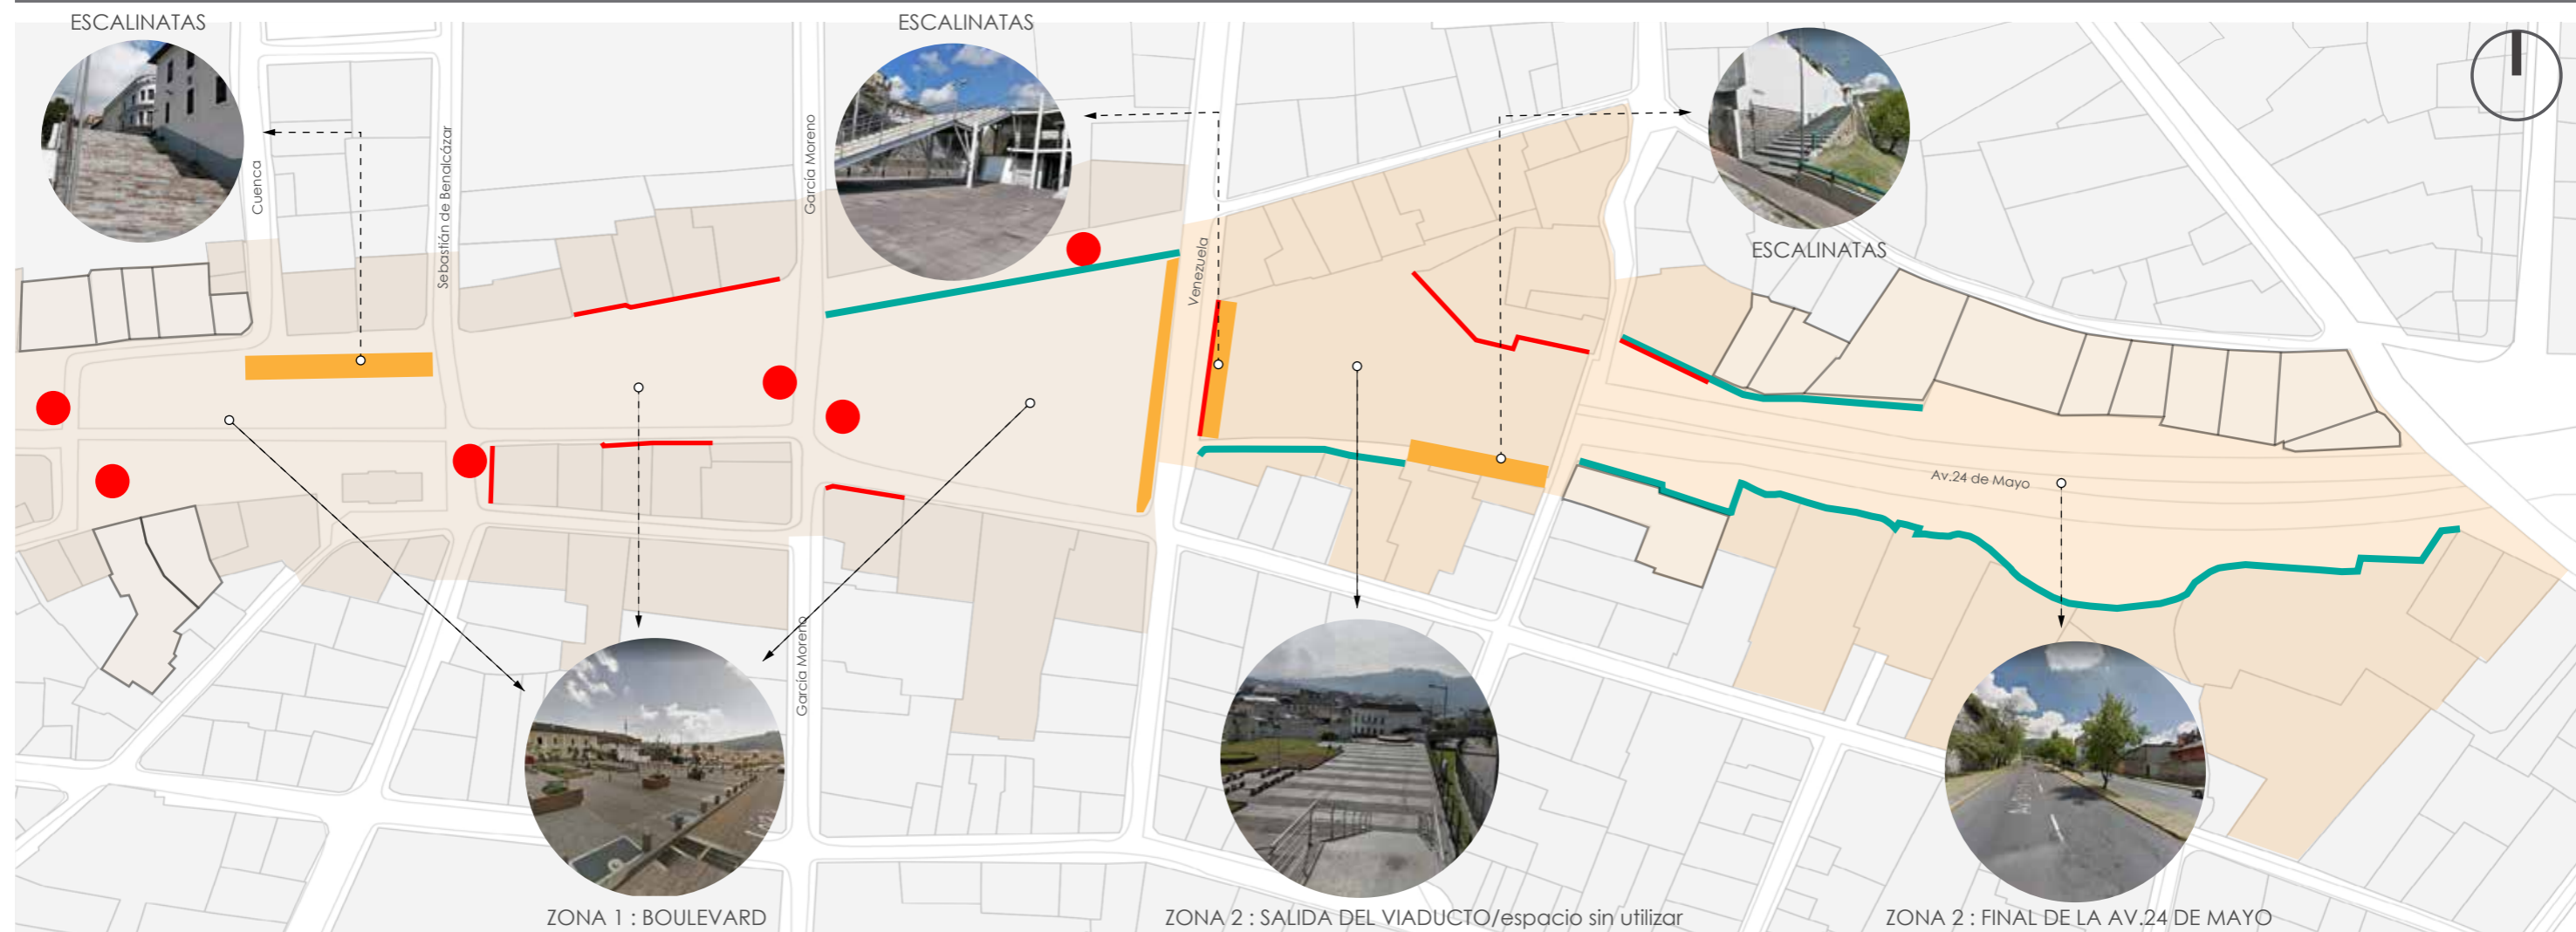 ESCALINATAS
ESCALINATAS
ESCALINATAS
Cuenca
Sebastián de Benalcázar
García Moreno
Venezuela
Av.24 de Mayo
García Moreno
ZONA 1 : BOULEVARD
ZONA 2 : SALIDA DEL VIADUCTO/espacio sin utilizar
ZONA 2 : FINAL DE LA AV.24 DE MAYO